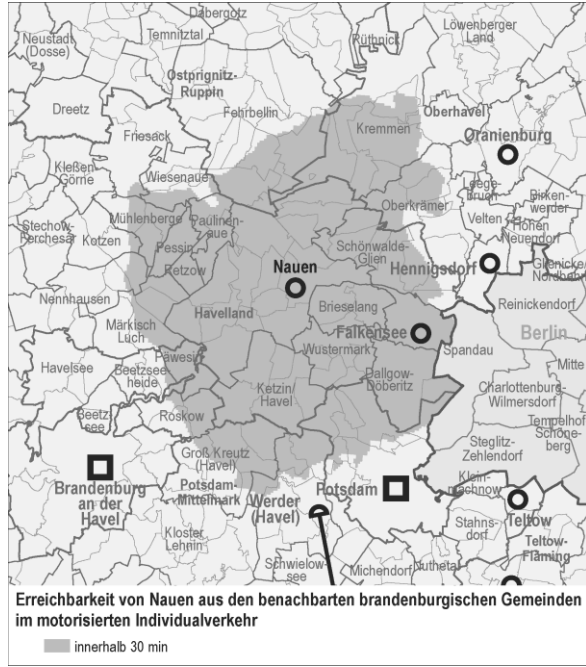 Dabergotz
Neustadt
(Dosse)
Temnitztal
Löwenberger
Land
Rüthnick
Ostprignitz-
Ruppin
Dreetz
Fehrbellin
Oberhavel
Kremmen
Friesack
Oranienburg
Kleßen-
Görne
Wiesenaue
Leege-
bruch
Birken-
werder
Mühlenberge
Paulinen-
aue
Oberkrämer
Velten
Stechow-
Ferchesar
Kotzen
Hohen
Neuendorf
Pessin
Schönwalde-
Glien
Retzow
Nauen
Hennigsdorf
Glienicke/
Nordbahn
Nennhausen
Brieselang
Reinickendorf
Havelland
Märkisch
Luch
Falkensee
Berlin
Wustermark
Spandau
Havelsee
Päwesin
Mitte
Beetzsee-
heide
Dallgow-
Döberitz
Ketzin/
Havel
Charlottenburg-
Wilmersdorf
Beetz-
see
Roskow
Tempelhof-
Schöne-
berg
Steglitz-
Zehlendorf
Groß Kreutz
(Havel)
Brandenburg
an der
Havel
Potsdam-
Mittelmark
Werder
(Havel)
Potsdam
Klein-
machnow
Teltow
Kloster
Lehnin
Stahns-
dorf
Teltow-
Fläming
Schwielow-
see
Michendorf
Nuthetal
Erreichbarkeit von Nauen aus den benachbarten brandenburgischen Gemeinden
im motorisierten Individualverkehr
innerhalb 30 min